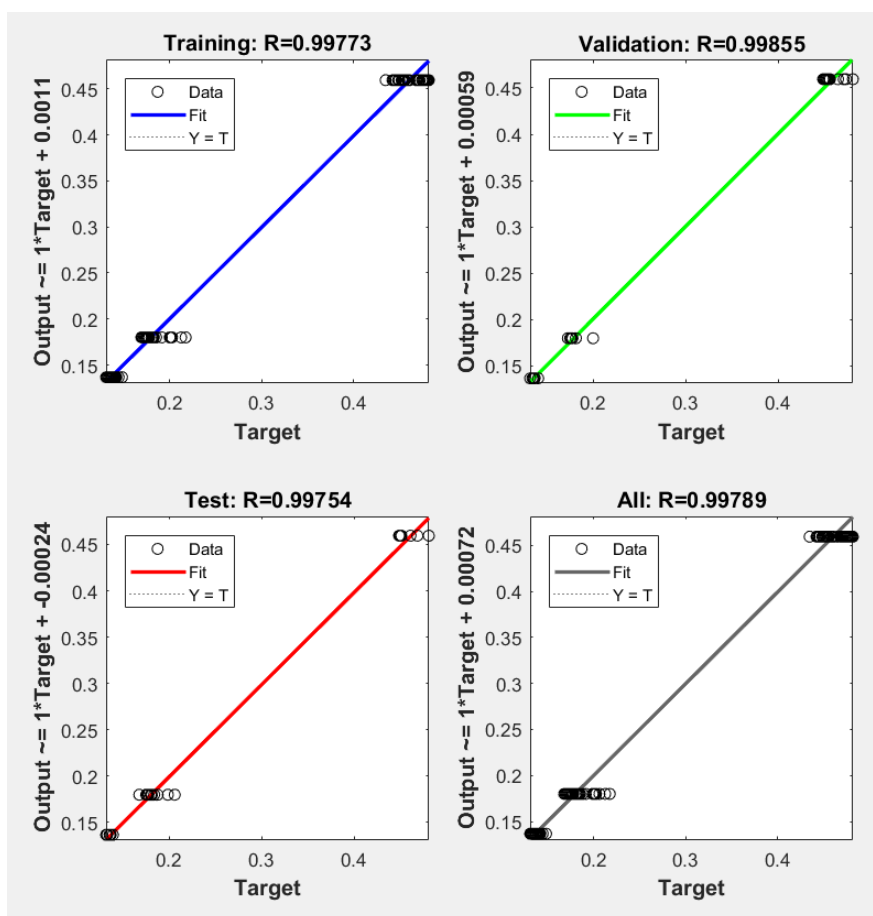 Training: R=0.99773
Output ~= 1*Target + 0.0011
0.45
0.4
0.35
0.3
0.25
0.2
0.15
Data
Fit
Y = T
0.2
0.3
0.4
Target
Validation: R=0.99855
Output ~= 1*Target + 0.00059
0.45
0.4
0.35
0.3
0.25
0.2
0.15
Data
Fit
Y = T
0.2
0.3
0.4
Target
Test: R=0.99754
Output ~= 1*Target + -0.00024
0.45
0.4
0.35
0.3
0.25
0.2
0.15
Data
Fit
Y = T
0.2
0.3
0.4
Target
All: R=0.99789
Output ~= 1*Target + 0.00072
0.45
0.4
0.35
0.3
0.25
0.2
0.15
Data
Fit
Y = T
0.2
0.3
0.4
Target